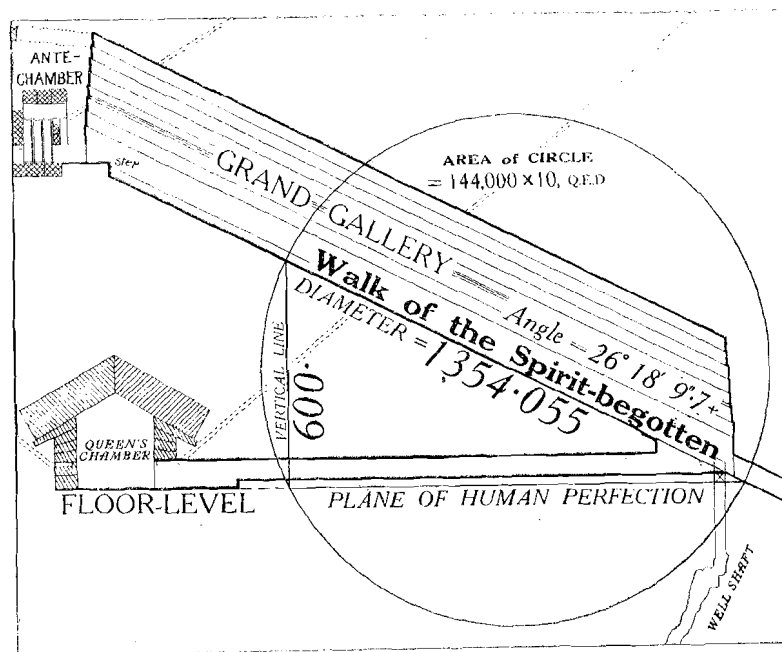 ANTE-
CHAMBER
step
AREA of CIRCLE
= 144,000 × 10, Q.E.D
GRAND GALLERY
Angle = 26° 18′ 9″·7+
Walk of the Spirit-begotten
DIAMETER = 1354·055
VERTICAL LINE
600·
QUEEN'S
CHAMBER
FLOOR-LEVEL
PLANE OF HUMAN PERFECTION
WELL SHAFT